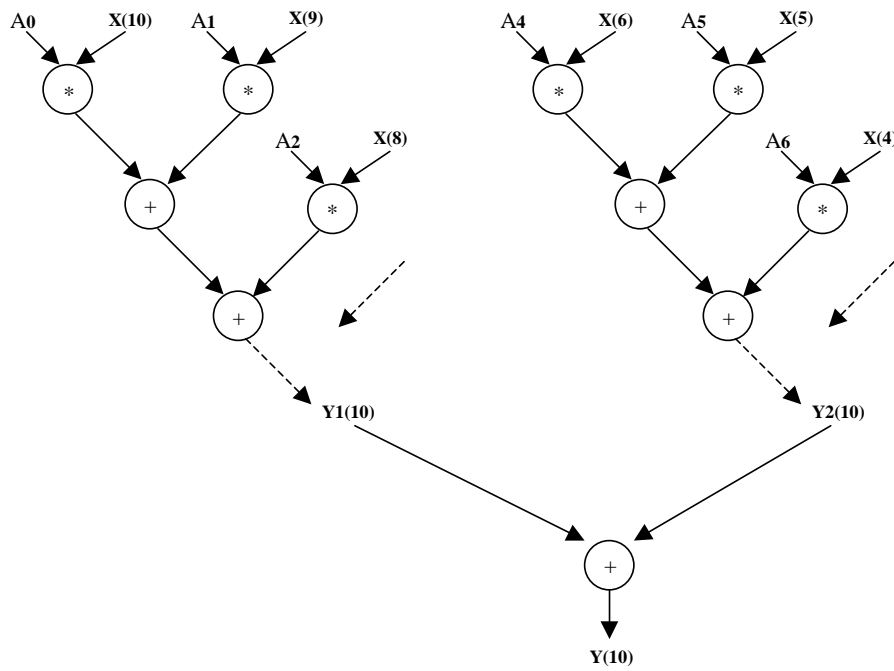 A0 X(10) A1 X(9) A4 X(6) A5 X(5)
* * * *
A2 X(8) A6 X(4)
+ * + *
+ +
Y1(10) Y2(10)
+
Y(10)